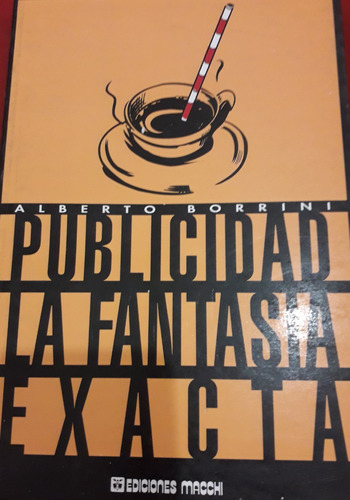 ALBERTO BORRINI
PUBLICIDAD
LA FANTASIA
EXACTA
EDICIONES MACCHI